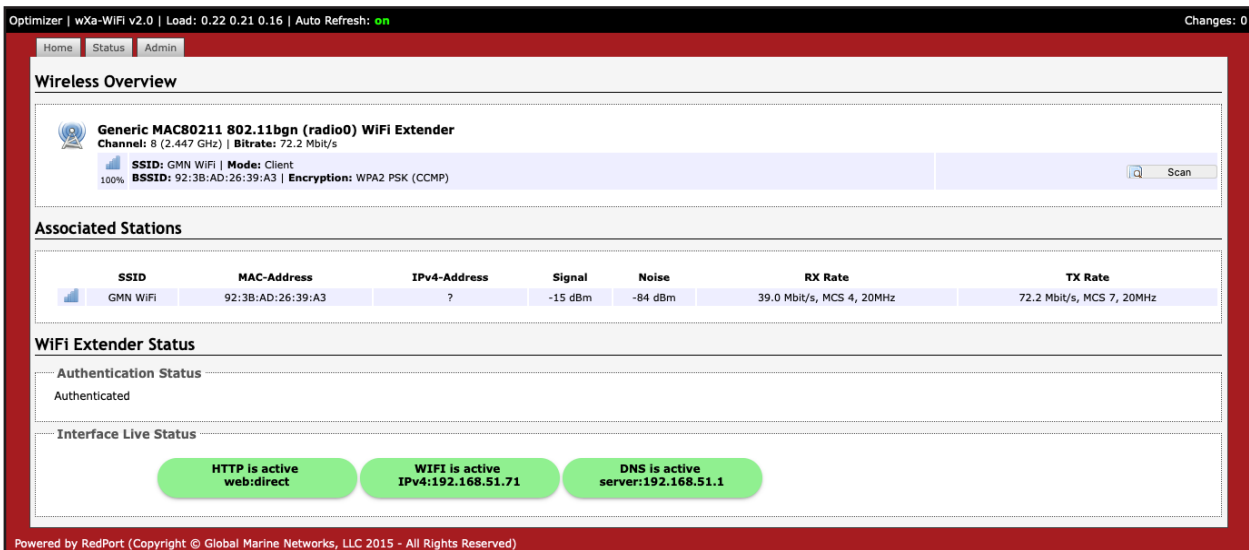 Optimizer | wXa-WiFi v2.0 | Load: 0.22 0.21 0.16 | Auto Refresh: on Changes: 0
Home Status Admin
Wireless Overview
Generic MAC80211 802.11bgn (radio0) WiFi Extender
Channel: 8 (2.447 GHz) | Bitrate: 72.2 Mbit/s
SSID: GMN WiFi | Mode: Client
100% BSSID: 92:3B:AD:26:39:A3 | Encryption: WPA2 PSK (CCMP)
Scan
Associated Stations
SSID MAC-Address IPv4-Address Signal Noise RX Rate TX Rate
GMN WiFi 92:3B:AD:26:39:A3 ? -15 dBm -84 dBm 39.0 Mbit/s, MCS 4, 20MHz 72.2 Mbit/s, MCS 7, 20MHz
WiFi Extender Status
Authentication Status
Authenticated
Interface Live Status
HTTP is active
web:direct
WIFI is active
IPv4:192.168.51.71
DNS is active
server:192.168.51.1
Powered by RedPort (Copyright © Global Marine Networks, LLC 2015 - All Rights Reserved)